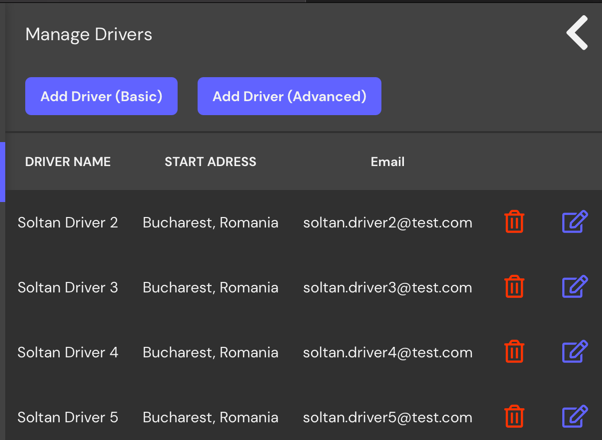 Manage Drivers
Add Driver (Basic) Add Driver (Advanced)
DRIVER NAME START ADRESS Email
Soltan Driver 2 Bucharest, Romania soltan.driver2@test.com
Soltan Driver 3 Bucharest, Romania soltan.driver3@test.com
Soltan Driver 4 Bucharest, Romania soltan.driver4@test.com
Soltan Driver 5 Bucharest, Romania soltan.driver5@test.com